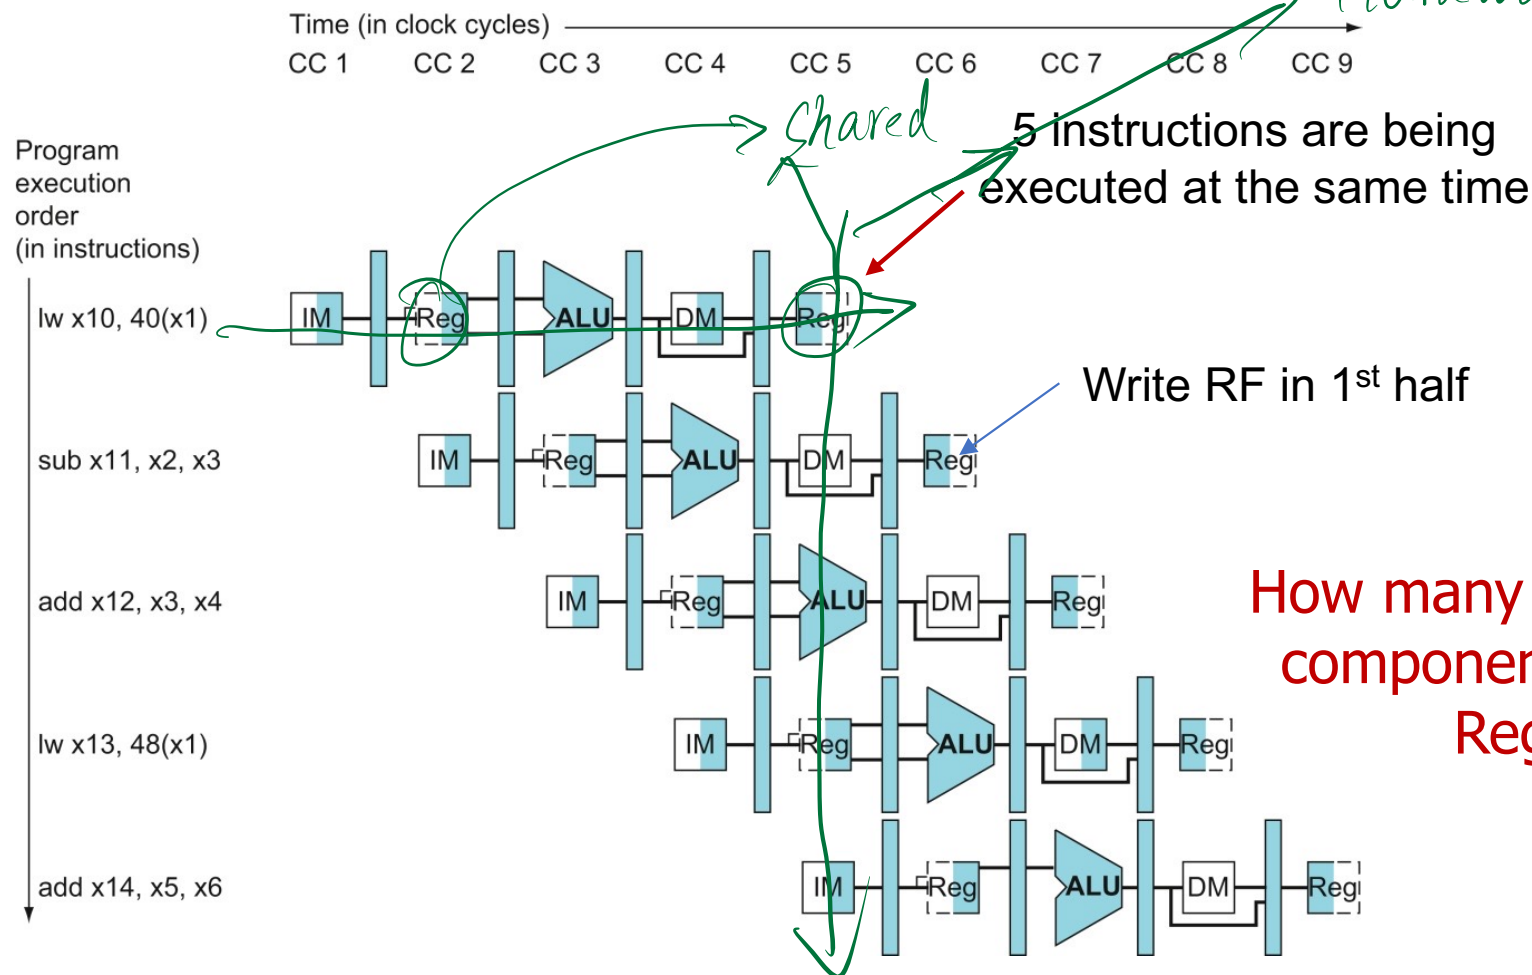 Time (in clock cycles)
CC 1 CC 2 CC 3 CC 4 CC 5 CC 6 CC 7 CC 8 CC 9
shared
5 instructions are being
executed at the same time
Program
execution
order
(in instructions)
lw x10, 40(x1) IM Reg ALU DM Reg
Write RF in 1st half
sub x11, x2, x3 IM Reg ALU DM Reg
add x12, x3, x4 IM Reg ALU DM Reg
How many
componen
Reg
lw x13, 48(x1) IM Reg ALU DM Reg
add x14, x5, x6 IM Reg ALU DM Reg